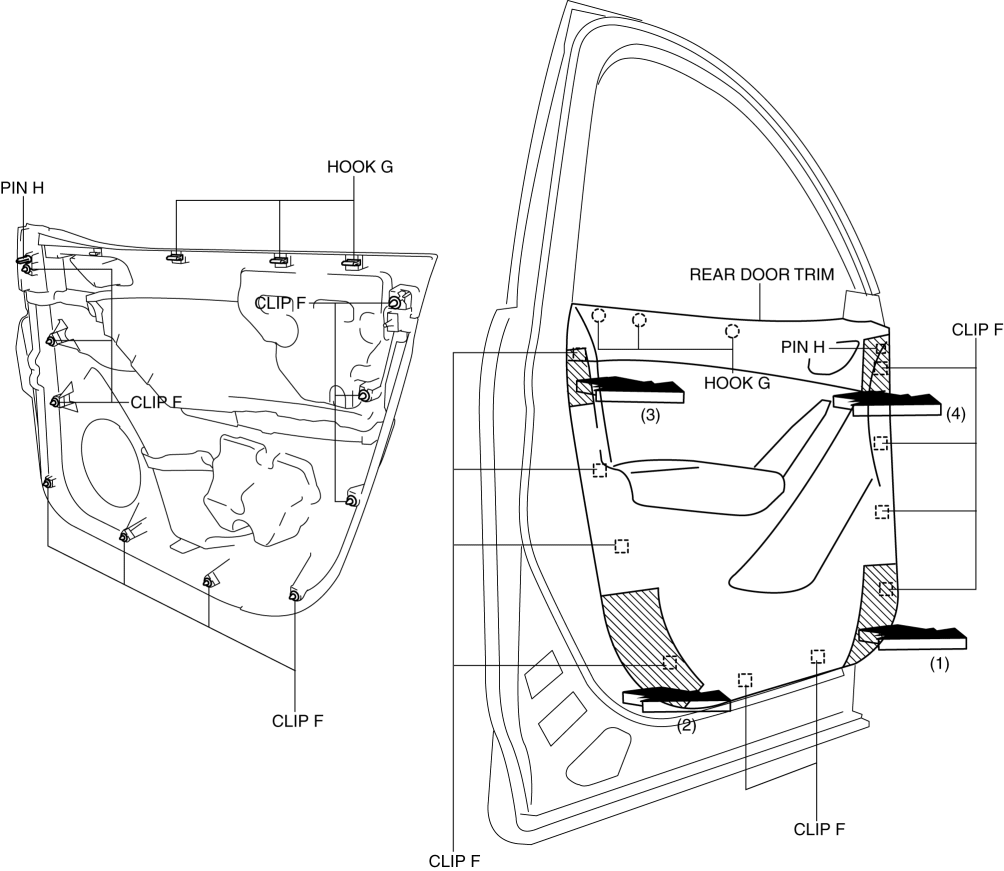 HOOK G
PIN H
CLIP F
CLIP F
CLIP F
REAR DOOR TRIM
CLIP F
PIN H
HOOK G
(3)
(4)
(1)
(2)
CLIP F
CLIP F